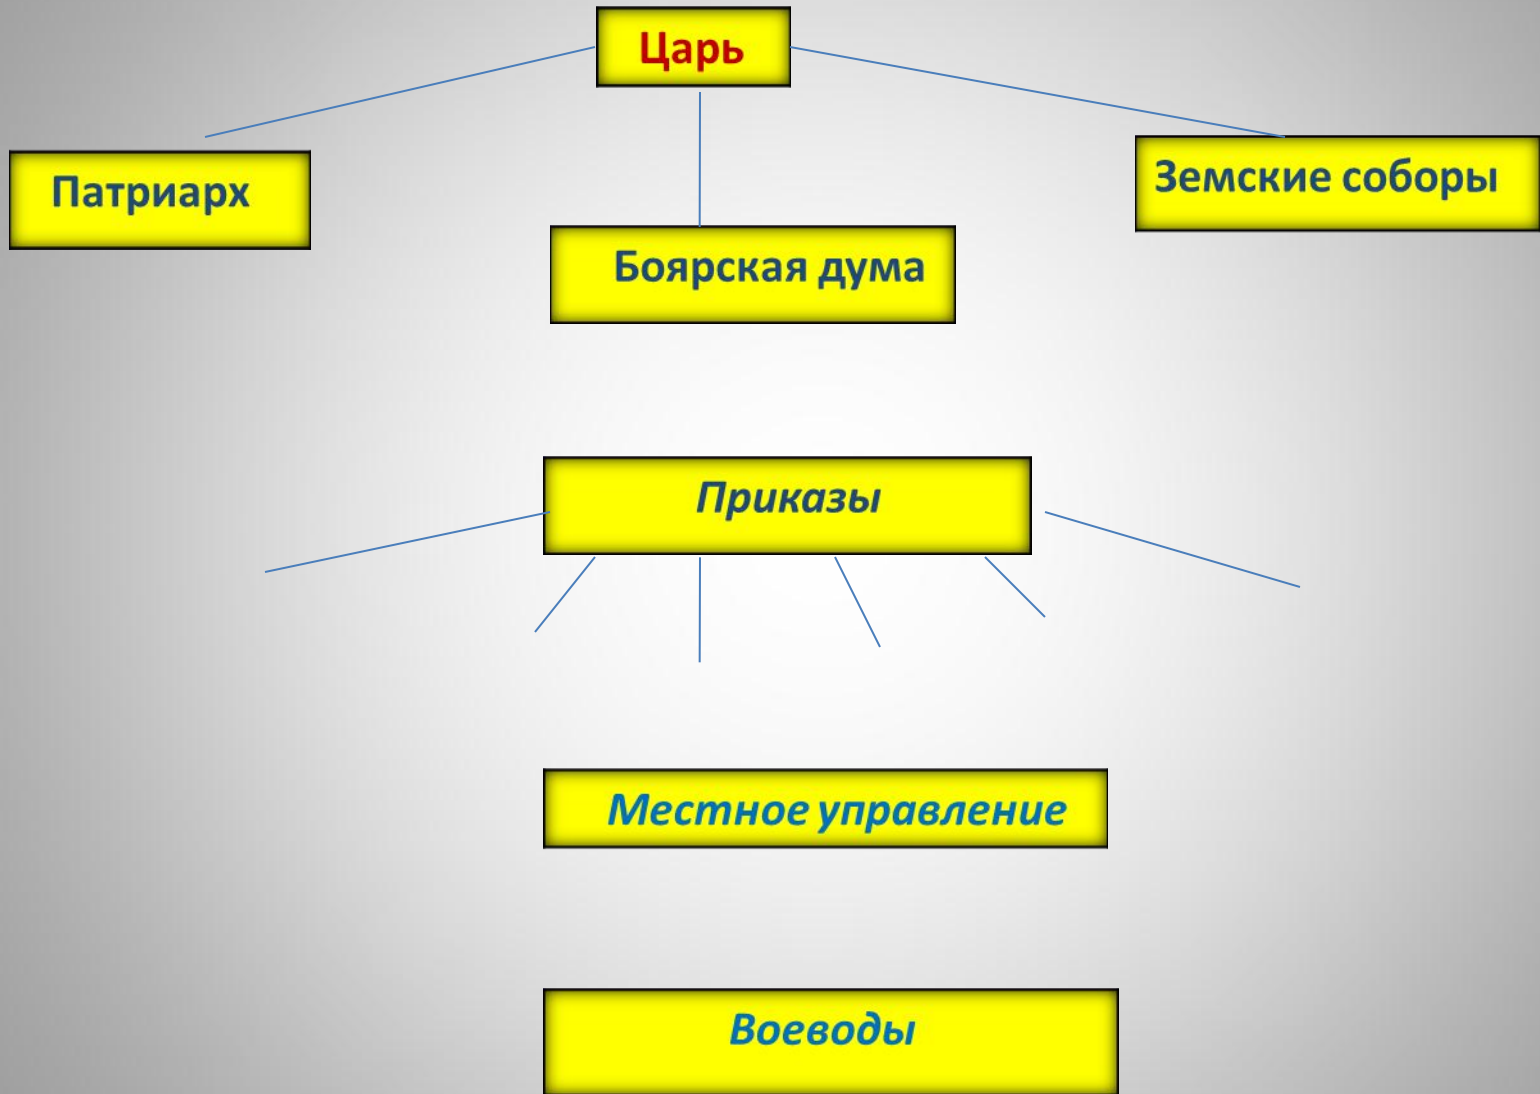 Царь
Патриарх
Земские соборы
Боярская дума
Приказы
Местное управление
Воеводы